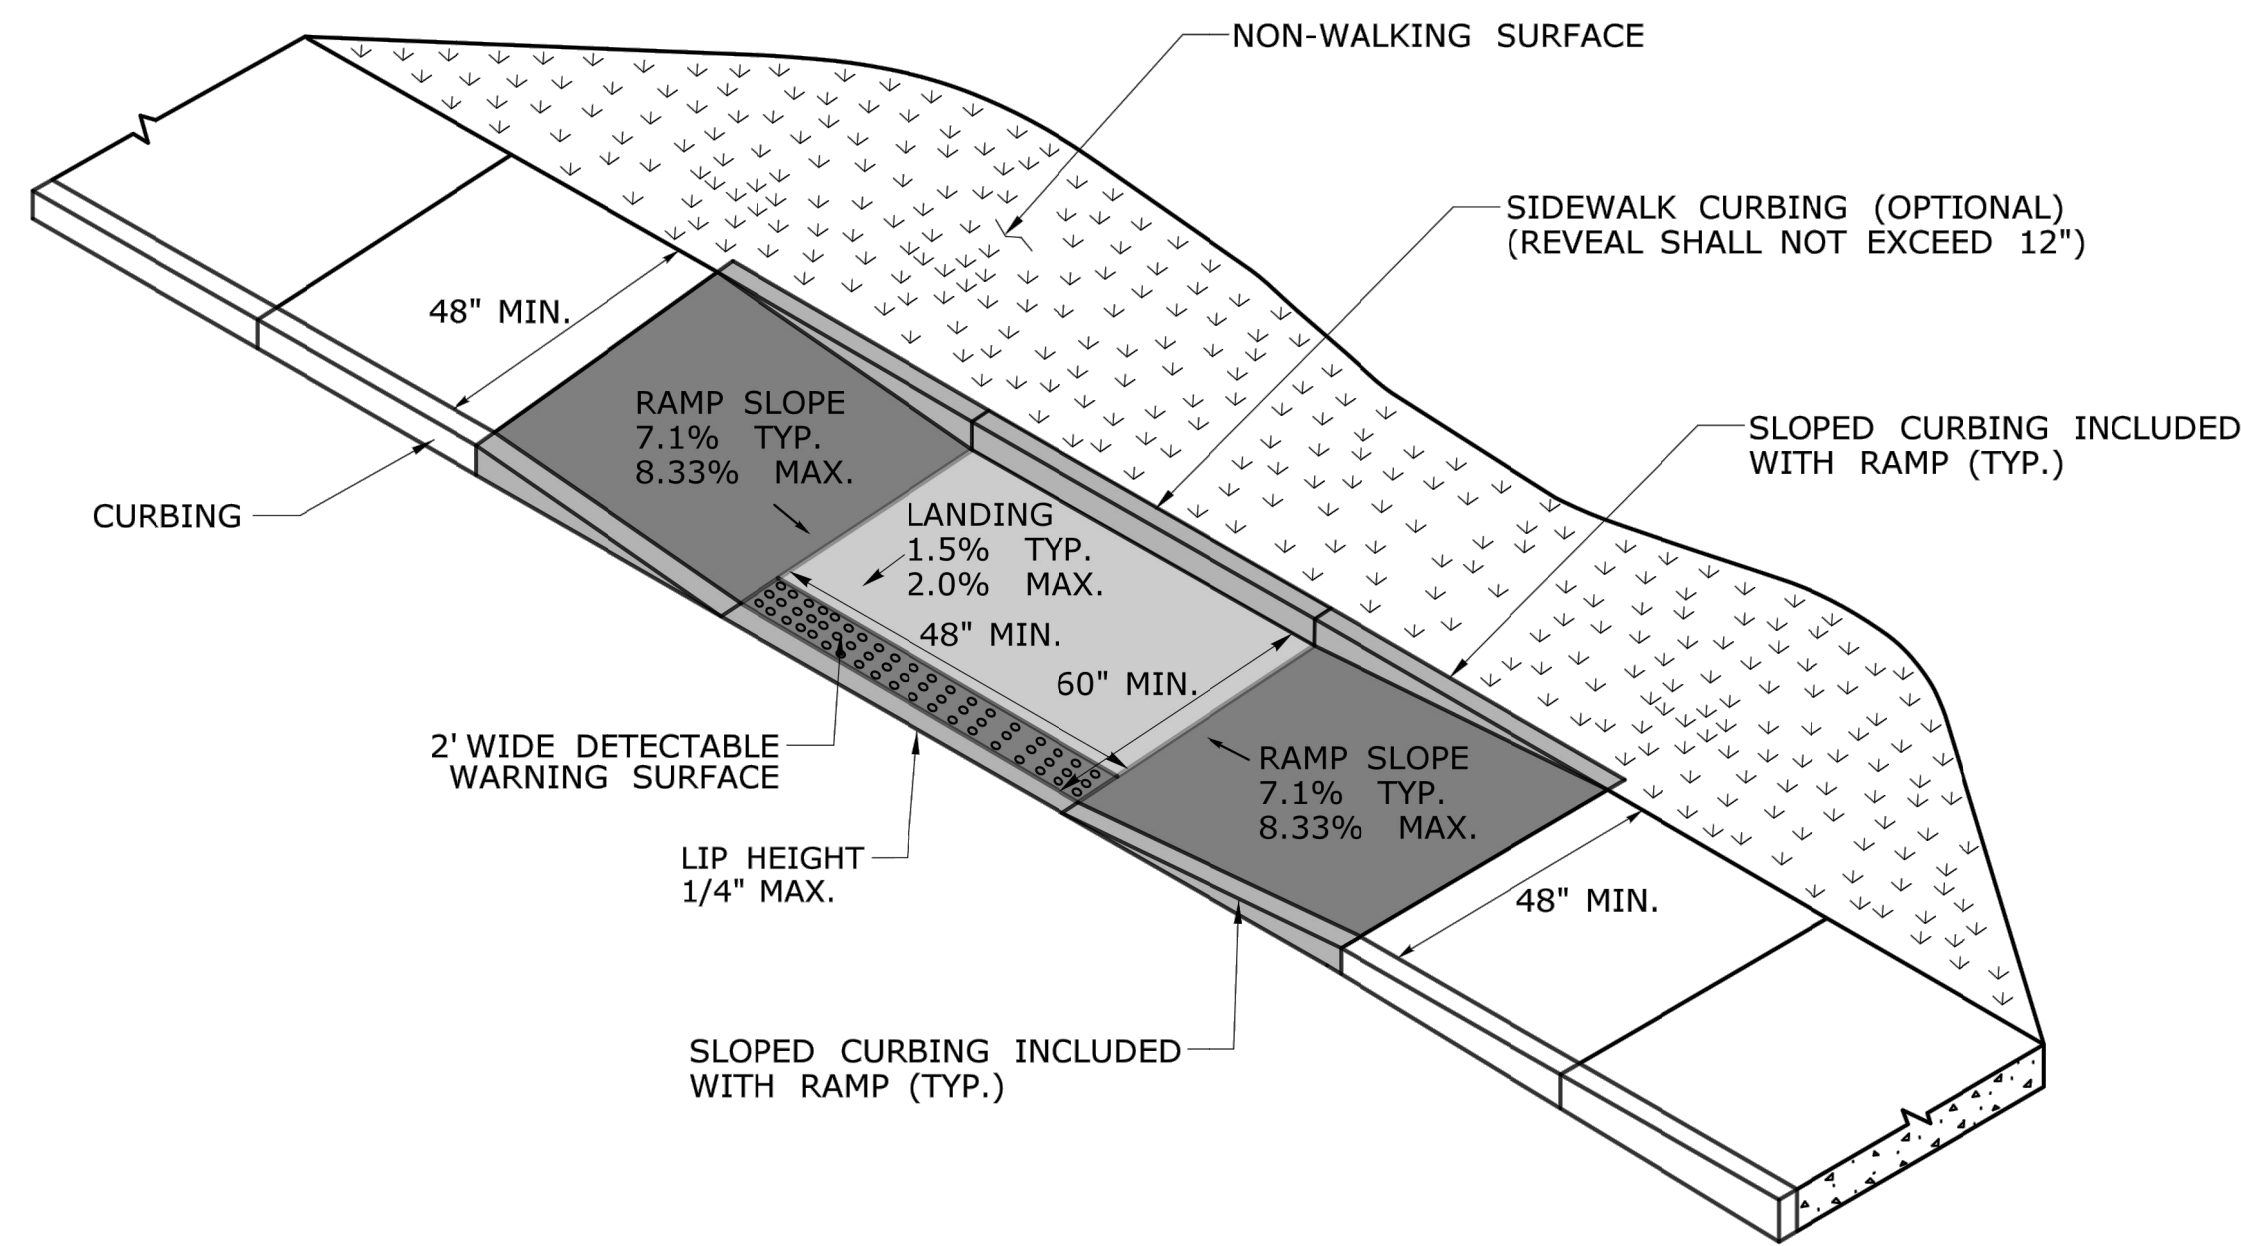 NON-WALKING SURFACE
SIDEWALK CURBING (OPTIONAL)
(REVEAL SHALL NOT EXCEED 12")
48" MIN.
RAMP SLOPE
7.1% TYP.
8.33% MAX.
SLOPED CURBING INCLUDED
WITH RAMP (TYP.)
CURBING
LANDING
1.5% TYP.
2.0% MAX.
48" MIN.
60" MIN.
2' WIDE DETECTABLE
WARNING SURFACE
RAMP SLOPE
7.1% TYP.
8.33% MAX.
LIP HEIGHT
1/4" MAX.
48" MIN.
SLOPED CURBING INCLUDED
WITH RAMP (TYP.)